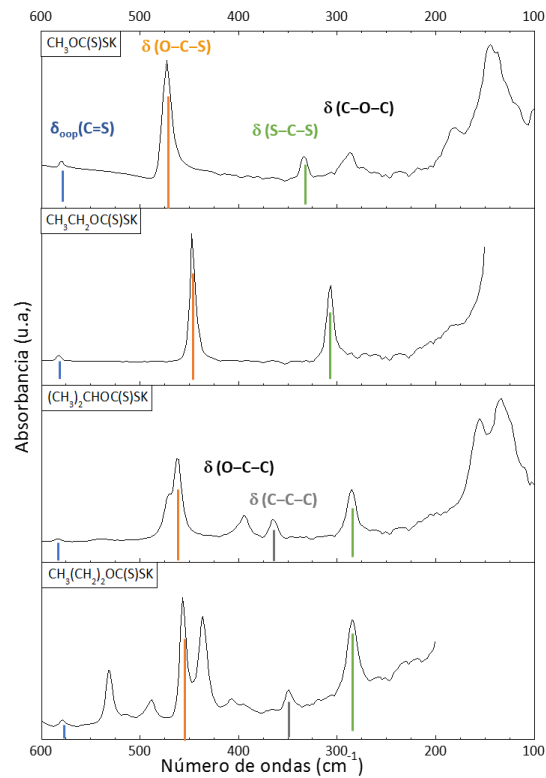 600 500 400 300 200 100
CH₃OC(S)SK
δ (O–C–S)
δ (C–O–C)
δₒₒₚ(C=S)
δ (S–C–S)
CH₃CH₂OC(S)SK
(CH₃)₂CHOC(S)SK
δ (O–C–C)
δ (C–C–C)
CH₃(CH₂)₂OC(S)SK
600 500 400 300 200 100
Número de ondas (cm⁻¹)
Absorbancia (u.a,)